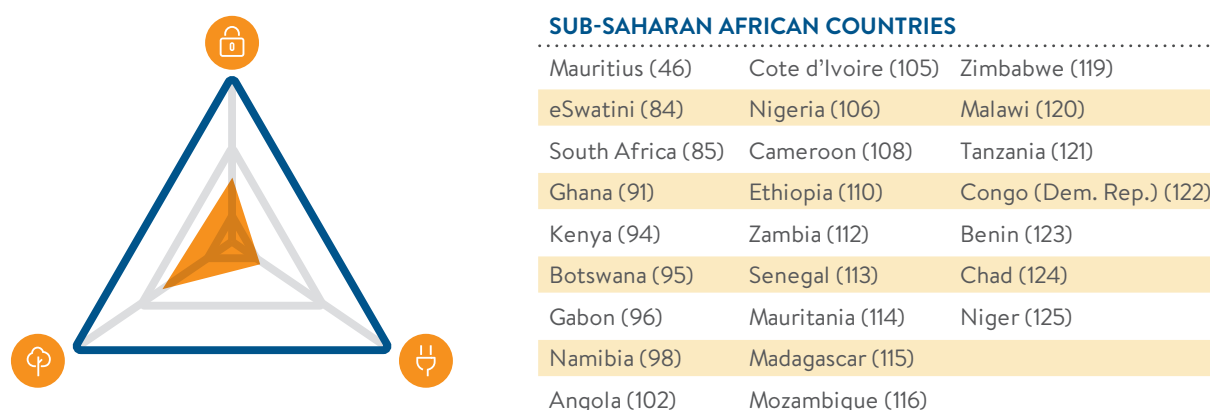 SUB-SAHARAN AFRICAN COUNTRIES
Mauritius (46) Cote d'Ivoire (105) Zimbabwe (119)
eSwatini (84) Nigeria (106) Malawi (120)
South Africa (85) Cameroon (108) Tanzania (121)
Ghana (91) Ethiopia (110) Congo (Dem. Rep.) (122)
Kenya (94) Zambia (112) Benin (123)
Botswana (95) Senegal (113) Chad (124)
Gabon (96) Mauritania (114) Niger (125)
Namibia (98) Madagascar (115)
Angola (102) Mozambique (116)